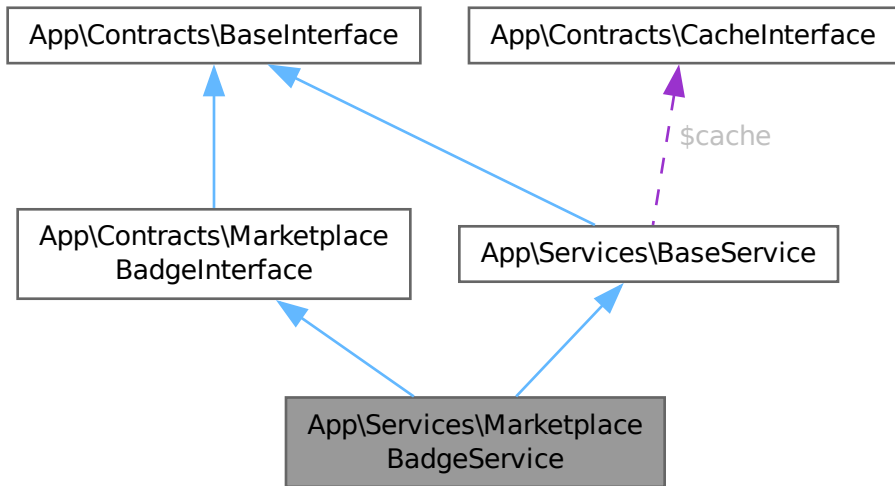 App\Contracts\BaseInterface
App\Contracts\CacheInterface
$cache
App\Contracts\Marketplace
BadgeInterface
App\Services\BaseService
App\Services\Marketplace
BadgeService